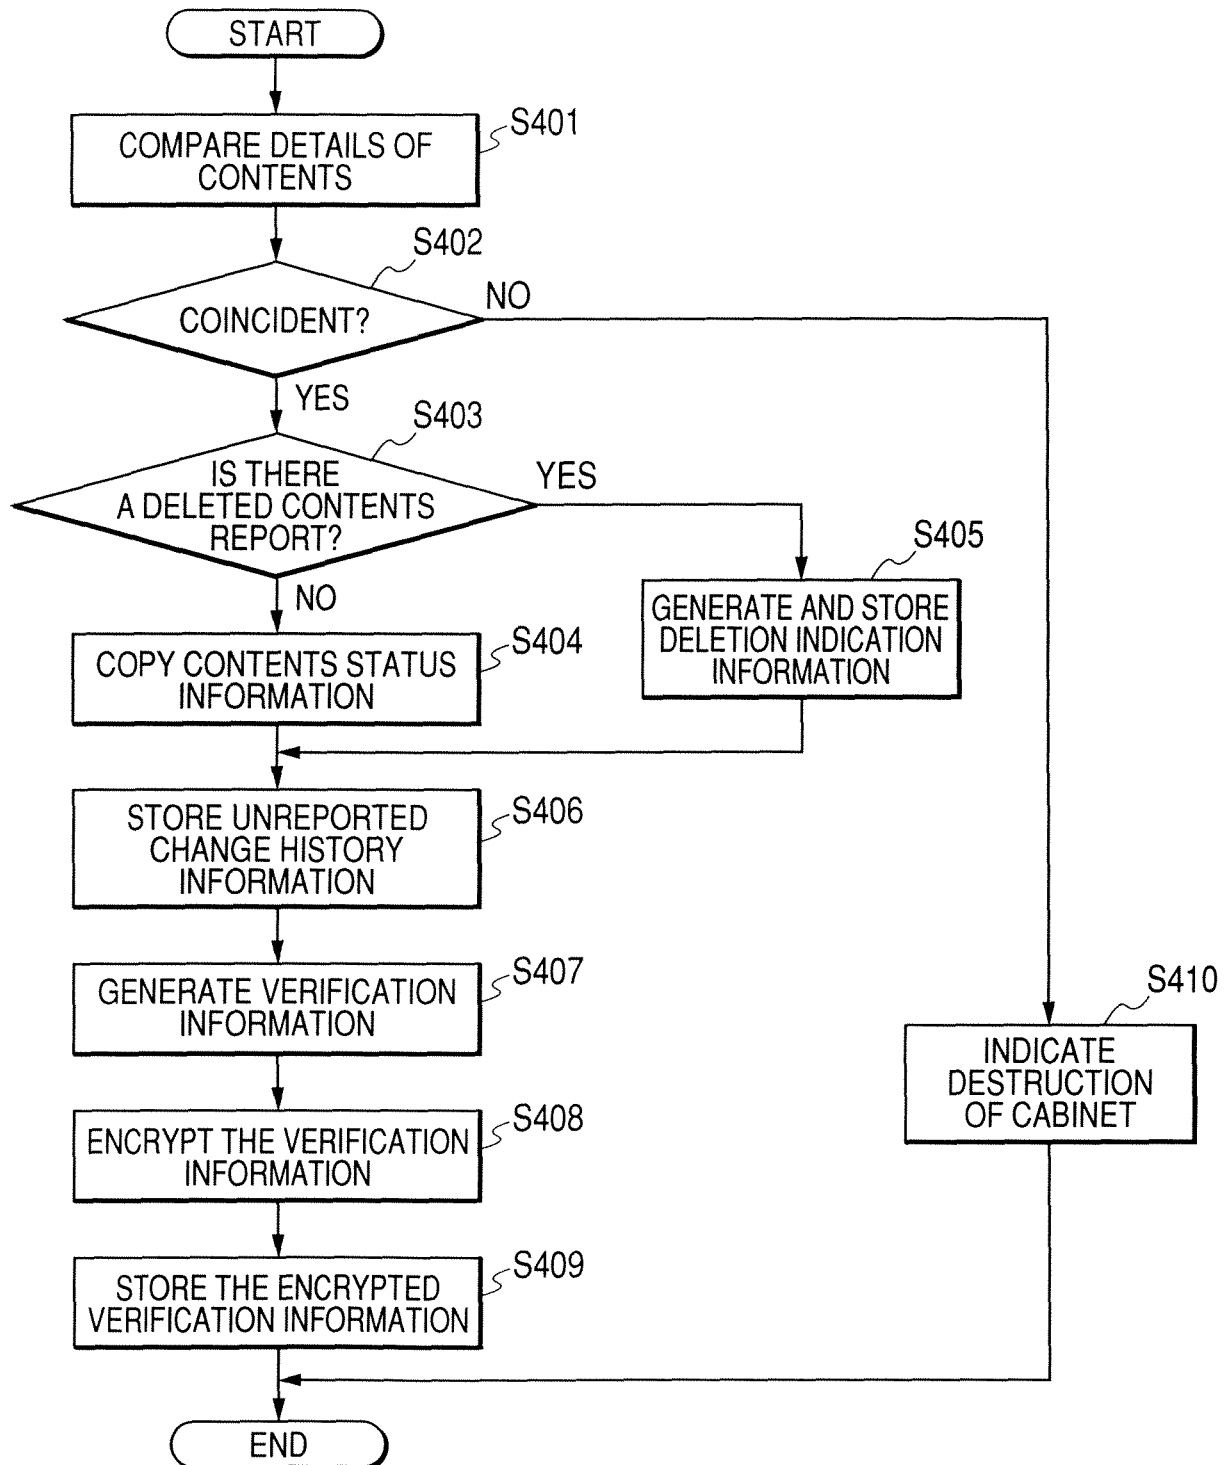 START
S401
COMPARE DETAILS OF
CONTENTS
S402
COINCIDENT?
NO
YES
S403
IS THERE
A DELETED CONTENTS
REPORT?
YES
NO
S405
GENERATE AND STORE
DELETION INDICATION
INFORMATION
S404
COPY CONTENTS STATUS
INFORMATION
S406
STORE UNREPORTED
CHANGE HISTORY
INFORMATION
S407
GENERATE VERIFICATION
INFORMATION
S410
INDICATE
DESTRUCTION
OF CABINET
S408
ENCRYPT THE VERIFICATION
INFORMATION
S409
STORE THE ENCRYPTED
VERIFICATION INFORMATION
END